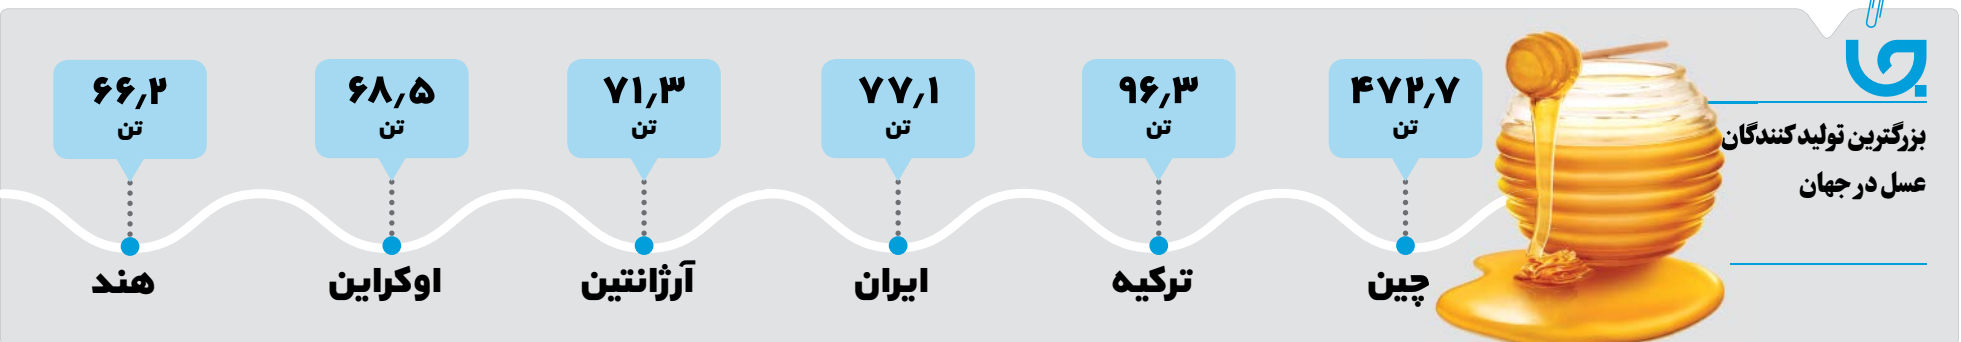 بزرگترین تولیدکنندگان
عسل در جهان
۴۷۲٫۷
تن
چین
۹۶٫۳
تن
ترکیه
۷۷٫۱
تن
ایران
۷۱٫۳
تن
آرژانتین
۶۸٫۵
تن
اوکراین
۶۶٫۲
تن
هند